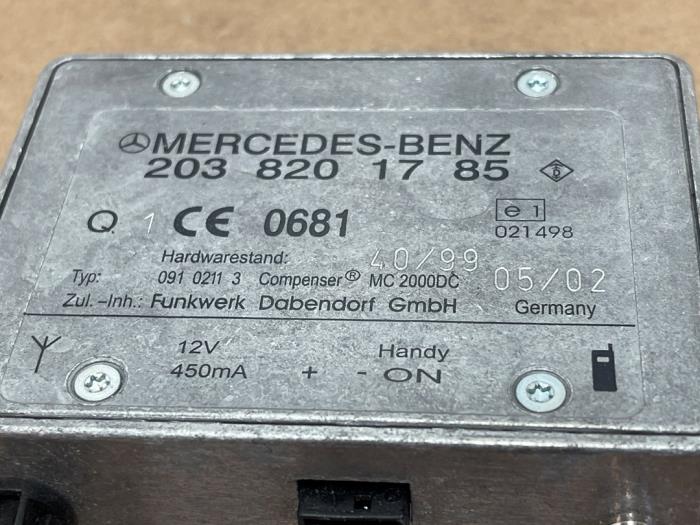 MERCEDES-BENZ
203 820 17 85
Q 1 CE 0681
e 1
021498
Hardwarestand: 40/99
Typ: 091 0211 3 Compenser® MC 2000DC 05/02
Zul.-Inh.: Funkwerk Dabendorf GmbH Germany
12V Handy
450mA + - ON